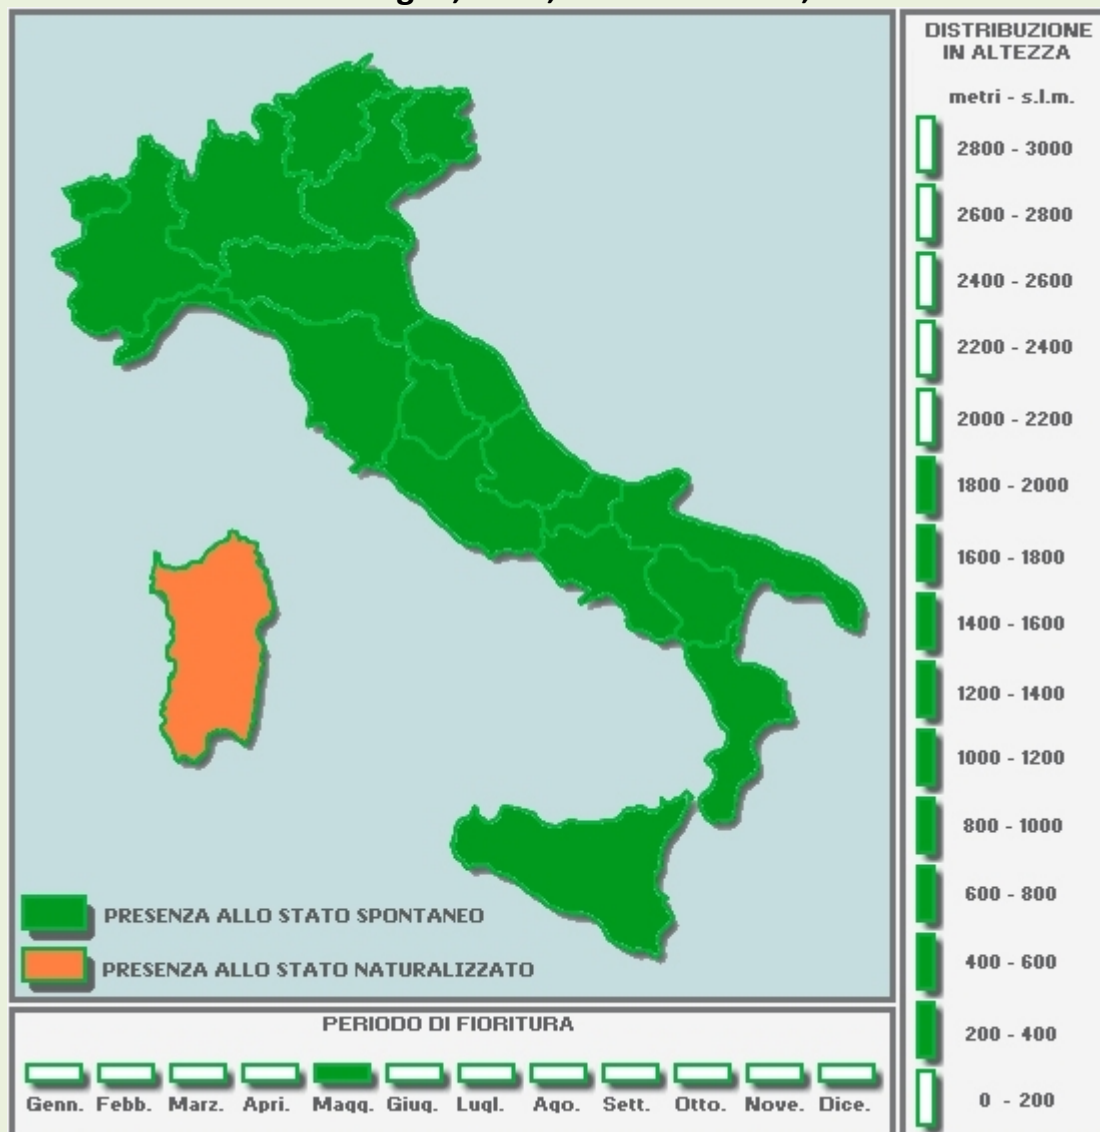 DISTRIBUZIONE
IN ALTEZZA
metri - s.l.m.
2800 - 3000
2600 - 2800
2400 - 2600
2200 - 2400
2000 - 2200
1800 - 2000
1600 - 1800
1400 - 1600
1200 - 1400
1000 - 1200
800 - 1000
600 - 800
400 - 600
200 - 400
0 - 200
PRESENZA ALLO STATO SPONTANEO
PRESENZA ALLO STATO NATURALIZZATO
PERIODO DI FIORITURA
Genn. Febb. Marz. Apri. Magg. Giug. Lugl. Ago. Sett. Otto. Nove. Dice.